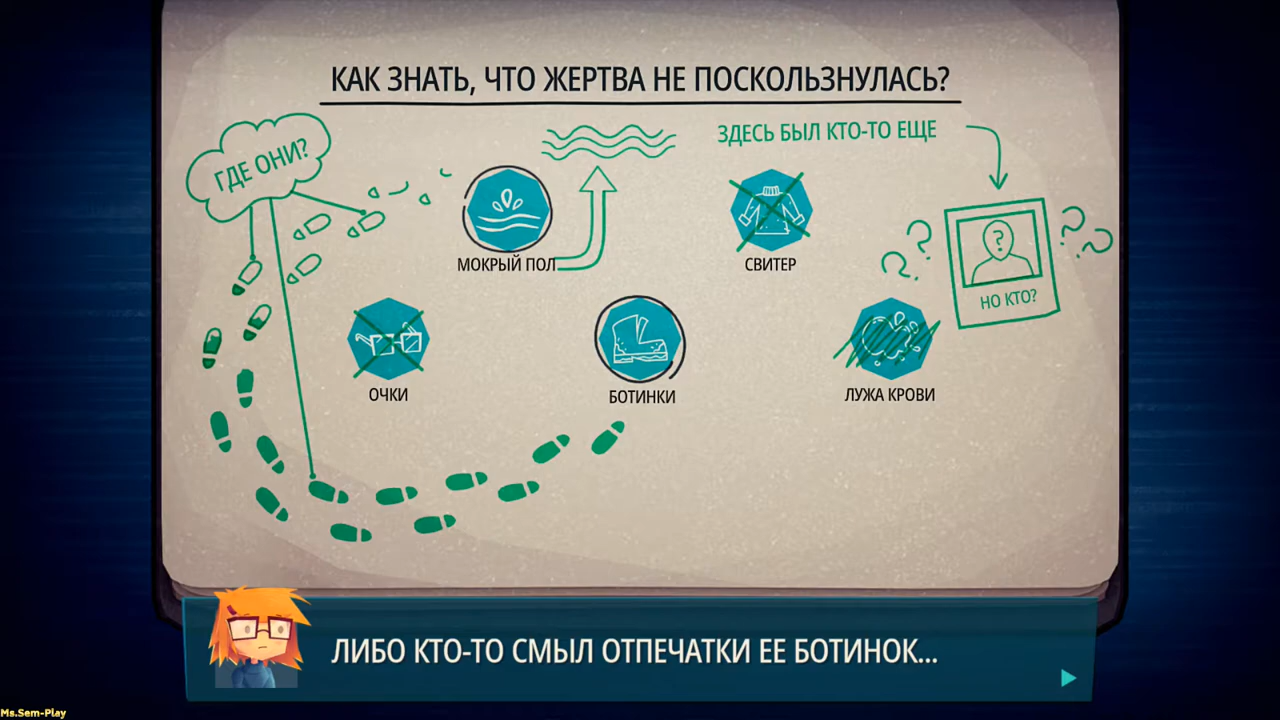 КАК ЗНАТЬ, ЧТО ЖЕРТВА НЕ ПОСКОЛЬЗНУЛАСЬ?
ГДЕ ОНИ?
ЗДЕСЬ БЫЛ КТО-ТО ЕЩЕ
МОКРЫЙ ПОЛ
СВИТЕР
?
?
?
?
?
НО КТО?
ОЧКИ
БОТИНКИ
ЛУЖА КРОВИ
ЛИБО КТО-ТО СМЫЛ ОТПЕЧАТКИ ЕЕ БОТИНОК...
Ms.Sem-Play